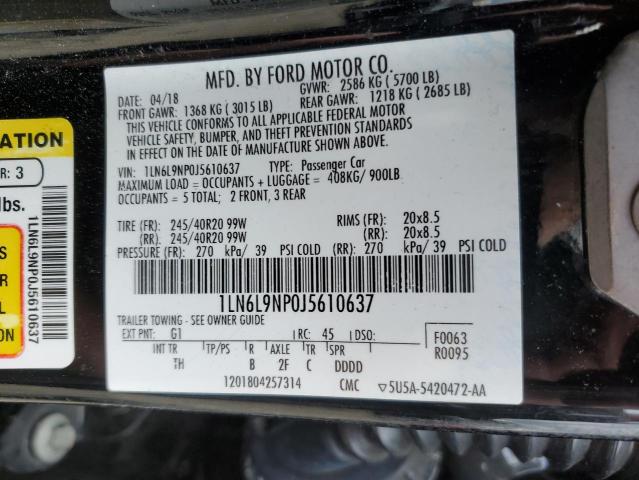 MFD. BY FORD MOTOR CO.
DATE: 04/18 GVWR: 2586 KG ( 5700 LB)
FRONT GAWR: 1368 KG ( 3015 LB) REAR GAWR: 1218 KG ( 2685 LB)
THIS VEHICLE CONFORMS TO ALL APPLICABLE FEDERAL MOTOR
VEHICLE SAFETY, BUMPER, AND THEFT PREVENTION STANDARDS
IN EFFECT ON THE DATE OF MANUFACTURE SHOWN ABOVE.
VIN: 1LN6L9NP0J5610637 TYPE: Passenger Car
MAXIMUM LOAD = OCCUPANTS + LUGGAGE = 408KG/ 900LB
OCCUPANTS = 5 TOTAL; 2 FRONT, 3 REAR
TIRE (FR): 245/40R20 99W RIMS (FR): 20x8.5
(RR): 245/40R20 99W (RR): 20x8.5
PRESSURE (FR): 270 kPa/ 39 PSI COLD (RR): 270 kPa/ 39 PSI COLD
1LN6L9NP0J5610637
TRAILER TOWING - SEE OWNER GUIDE
EXT PNT: G1 RC: 45 DSO: F0063
INT TR TP/PS R AXLE TR SPR R0095
TH B 2F C DDDD
1201804257314 CMC ▽5U5A-5420472-AA
ATION
R: 3
lbs.
1LN6L9NP0J5610637
S
ER
AL
ON